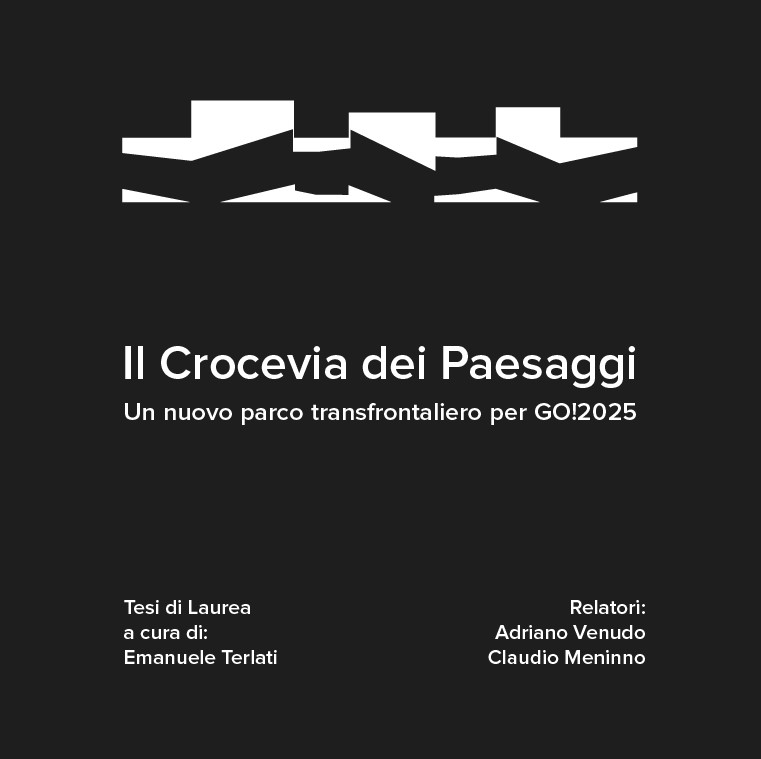 Il Crocevia dei Paesaggi
Un nuovo parco transfrontaliero per GO!2025
Tesi di Laurea
a cura di:
Emanuele Terlati
Relatori:
Adriano Venudo
Claudio Meninno